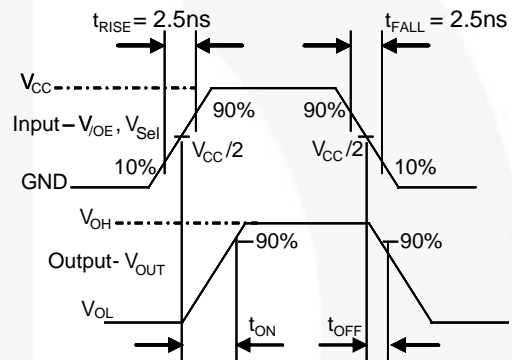 tRISE = 2.5ns
tFALL = 2.5ns
VCC
90%
90%
Input – V/OE, VSel
VCC/2
VCC/2
10%
10%
GND
VOH
90%
90%
Output- VOUT
VOL
tON
tOFF